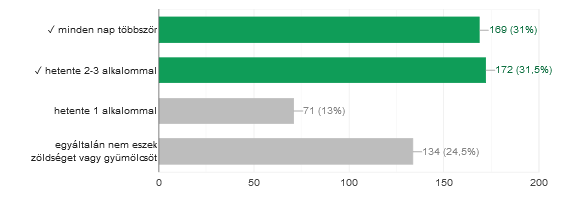 ✓ minden nap többször
169 (31%)
✓ hetente 2-3 alkalommal
172 (31,5%)
hetente 1 alkalommal
71 (13%)
egyáltalán nem eszek
zöldséget vagy gyümölcsöt
134 (24,5%)
0 50 100 150 200